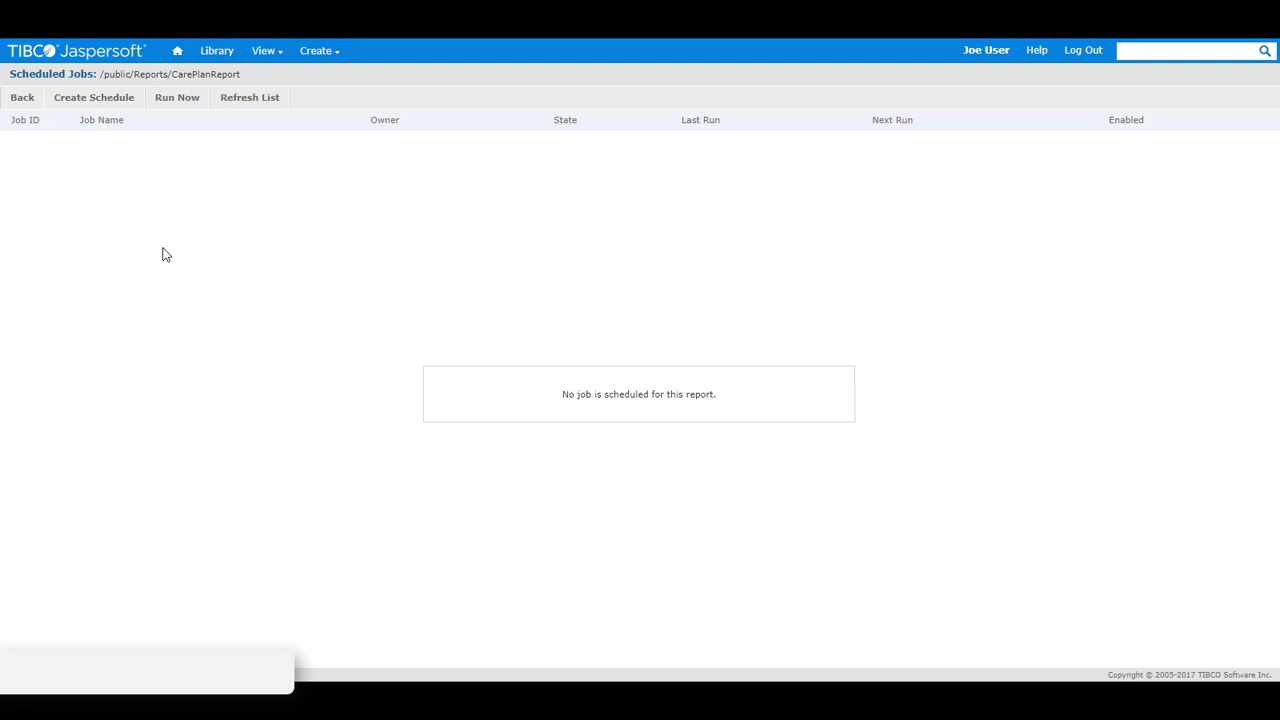 TIBCO Jaspersoft® Library View Create Joe User Help Log Out
Scheduled Jobs: /public/Reports/CarePlanReport
Back Create Schedule Run Now Refresh List
Job ID Job Name Owner State Last Run Next Run Enabled
No job is scheduled for this report.
Copyright © 2005-2017 TIBCO Software Inc.